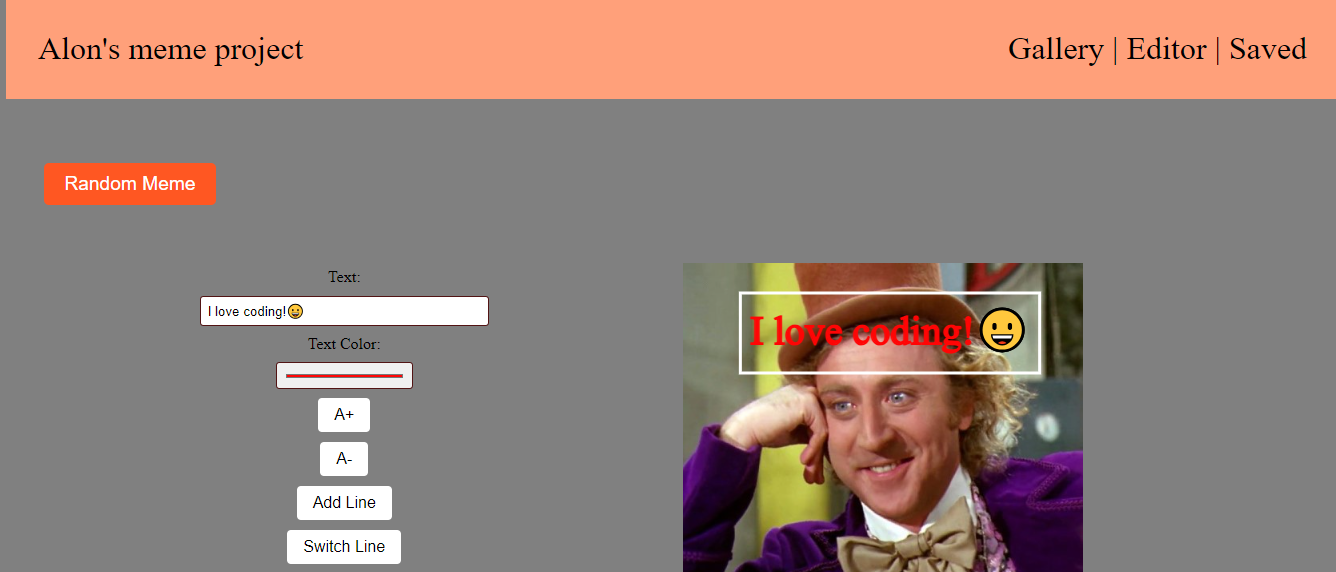 Alon's meme project
Gallery | Editor | Saved
Random Meme
Text:
I love coding!😀
Text Color:
A+
A-
Add Line
Switch Line
I love coding!😀